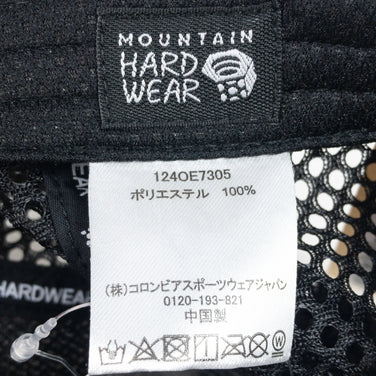 MOUNTAIN
HARD
WEAR
124OE7305
ポリエステル 100%
(株)コロンビアスポーツウェアジャパン
0120-193-821
中国製
HARDWEAR